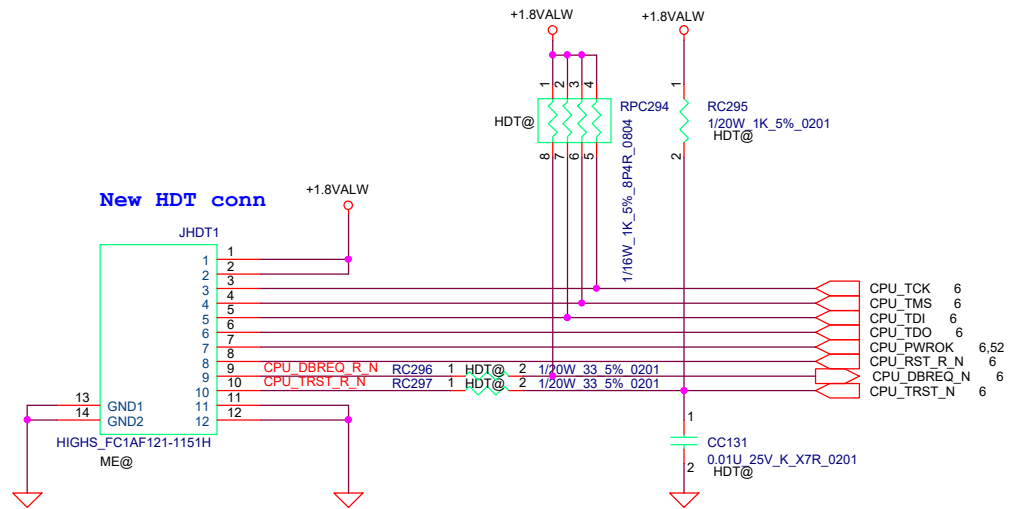 +1.8VALW
+1.8VALW
1
2
3
4
1
HDT@
RPC294
1/16W_1K_5%_8P4R_0804
RC295
1/20W_1K_5%_0201
HDT@
8
7
6
5
2
New HDT conn
+1.8VALW
JHDT1
1 1
2 2
3 3
4 4
5 5
6 6
7 7
8 8
9 9
10 10
11 11
12 12
CPU_TCK 6
CPU_TMS 6
CPU_TDI 6
CPU_TDO 6
CPU_PWROK 6,52
CPU_RST_R_N 6
CPU_DBREQ_R_N RC296 1 HDT@ 2 1/20W_33_5%_0201 CPU_DBREQ_N 6
CPU_TRST_R_N RC297 1 HDT@ 2 1/20W_33_5%_0201 CPU_TRST_N 6
13 GND1
14 GND2
HIGHS_FC1AF121-1151H
ME@
1
CC131
0.01U_25V_K_X7R_0201
2
HDT@